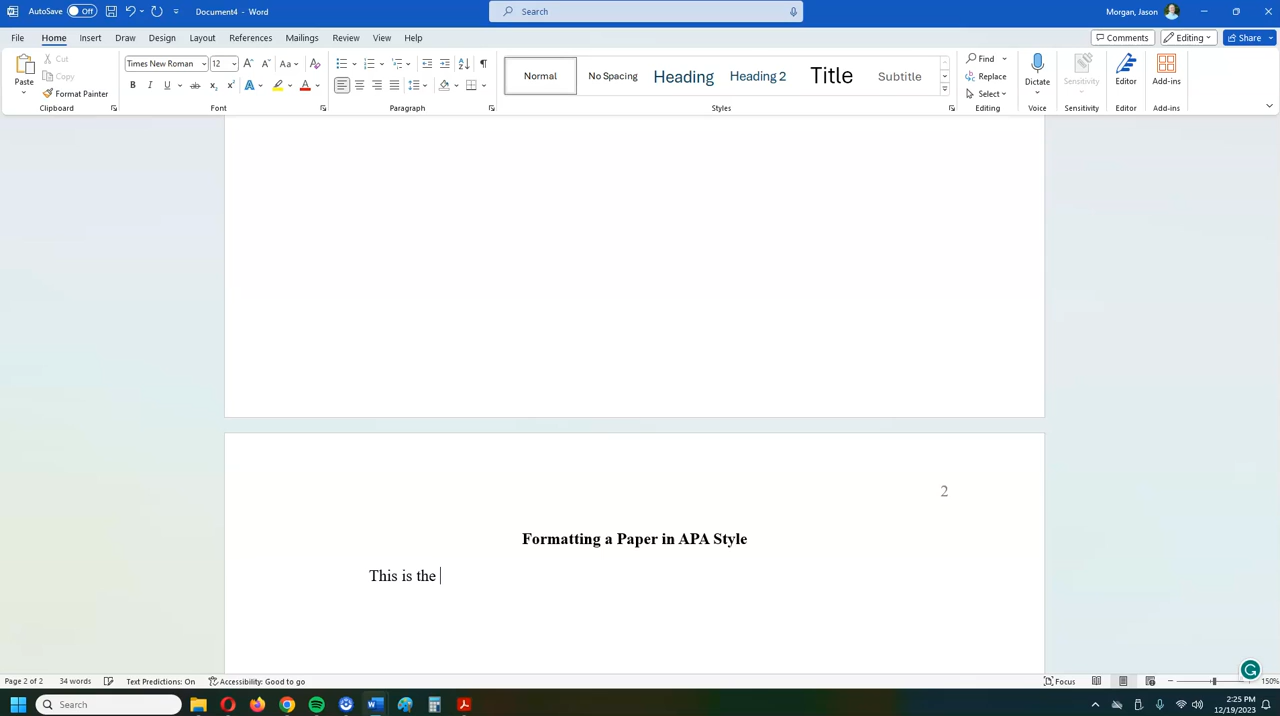 AutoSave Off Document4 - Word Search Morgan, Jason
File Home Insert Draw Design Layout References Mailings Review View Help Comments Editing Share
Paste Cut Copy Format Painter Clipboard
Times New Roman 12 Aa B I U ab x₂ x² A A Font
Paragraph
Normal No Spacing Heading Heading 2 Title Subtitle Styles
Find Replace Select Editing
Dictate Voice
Sensitivity Sensitivity
Editor Editor
Add-ins Add-ins
2
Formatting a Paper in APA Style
This is the
Page 2 of 2 34 words Text Predictions: On Accessibility: Good to go Focus 150%
Search 2:25 PM
12/19/2023